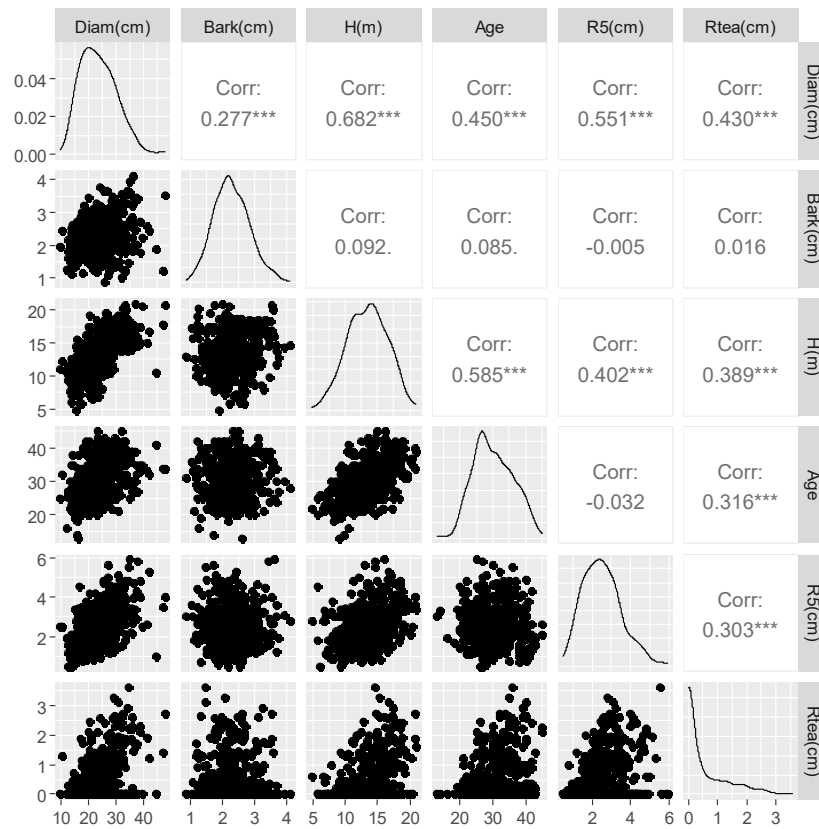 Diam(cm) Bark(cm) H(m) Age R5(cm) Rtea(cm)
0.04
0.02
0.00
Corr:
0.277***
Corr:
0.682***
Corr:
0.450***
Corr:
0.551***
Corr:
0.430***
Diam(cm)
4
3
2
1
Corr:
0.092.
Corr:
0.085.
Corr:
-0.005
Corr:
0.016
Bark(cm)
20
15
10
5
Corr:
0.585***
Corr:
0.402***
Corr:
0.389***
H(m)
40
30
20
Corr:
-0.032
Corr:
0.316***
Age
6
4
2
Corr:
0.303***
R5(cm)
3
2
1
0
Rtea(cm)
10 20 30 40 1 2 3 4 5 10 15 20 20 30 40 2 4 6 0 1 2 3